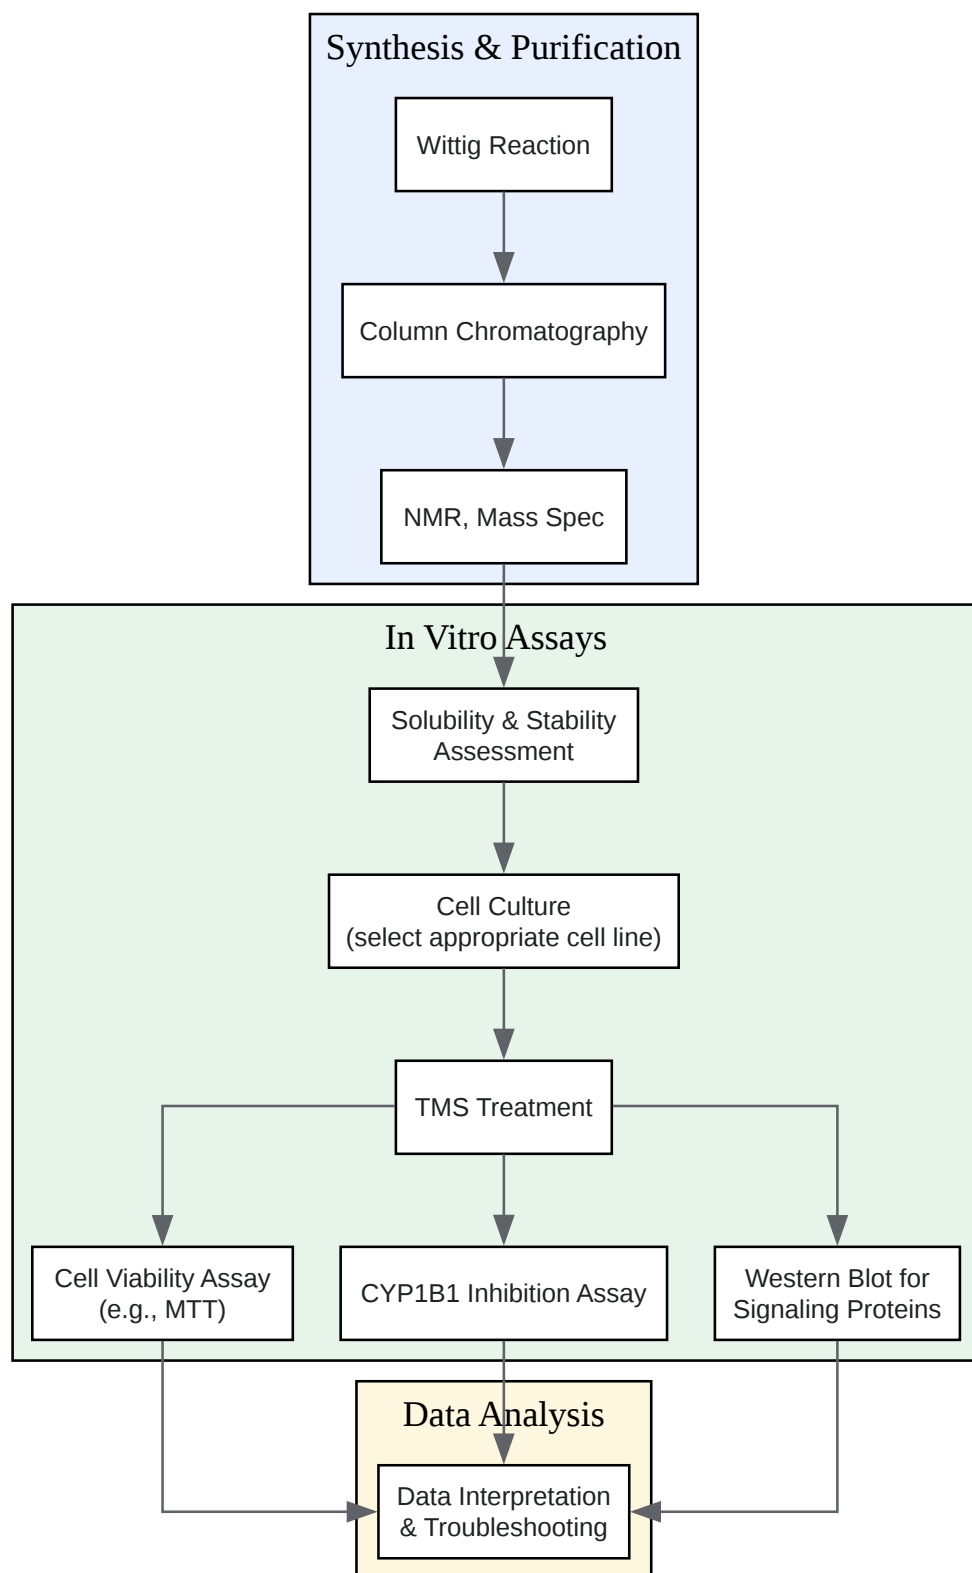 Synthesis & Purification
Wittig Reaction
Column Chromatography
NMR, Mass Spec
In Vitro Assays
Solubility & Stability
Assessment
Cell Culture
(select appropriate cell line)
TMS Treatment
Cell Viability Assay
(e.g., MTT)
CYP1B1 Inhibition Assay
Western Blot for
Signaling Proteins
Data Analysis
Data Interpretation
& Troubleshooting